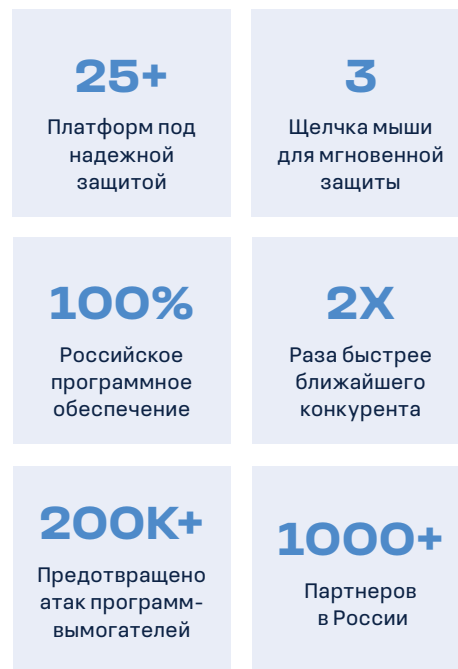 25+
Платформ под
надежной
защитой
3
Щелчка мыши
для мгновенной
защиты
100%
Российское
программное
обеспечение
2X
Раза быстрее
ближайшего
конкурента
200K+
Предотвращено
атак программ-
вымогателей
1000+
Партнеров
в России